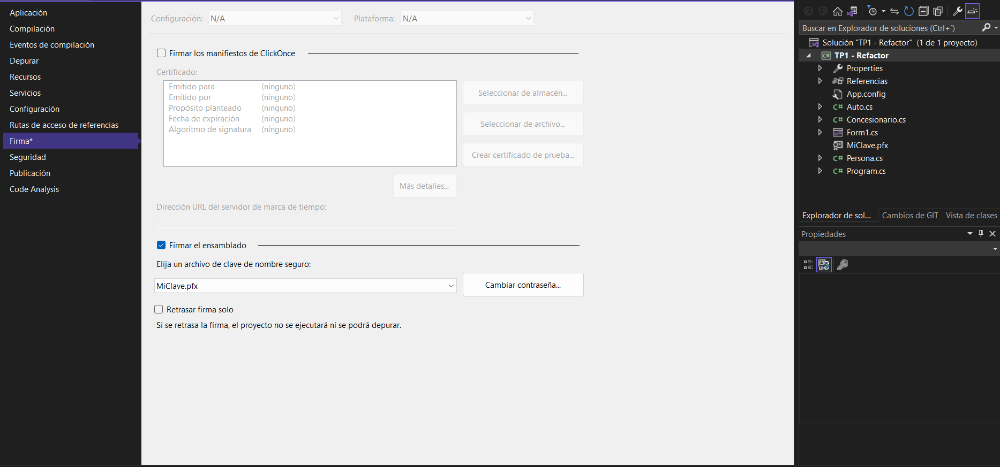 Aplicación
Compilación
Eventos de compilación
Depurar
Recursos
Servicios
Configuración
Rutas de acceso de referencias
Firma*
Seguridad
Publicación
Code Analysis
Configuración: N/A Plataforma: N/A
Firmar los manifiestos de ClickOnce
Certificado:
Emitido para (ninguno)
Emitido por (ninguno)
Propósito planteado (ninguno)
Fecha de expiración (ninguno)
Algoritmo de signatura (ninguno)
Seleccionar de almacén...
Seleccionar de archivo...
Crear certificado de prueba...
Más detalles...
Dirección URL del servidor de marca de tiempo:
Firmar el ensamblado
Elija un archivo de clave de nombre seguro:
MiClave.pfx
Cambiar contraseña...
Retrasar firma solo
Si se retrasa la firma, el proyecto no se ejecutará ni se podrá depurar.
Buscar en Explorador de soluciones (Ctrl+´)
Solución "TP1 - Refactor" (1 de 1 proyecto)
TP1 - Refactor
Properties
Referencias
App.config
C# Auto.cs
C# Concesionario.cs
Form1.cs
MiClave.pfx
C# Persona.cs
C# Program.cs
Explorador de sol... Cambios de GIT Vista de clases
Propiedades